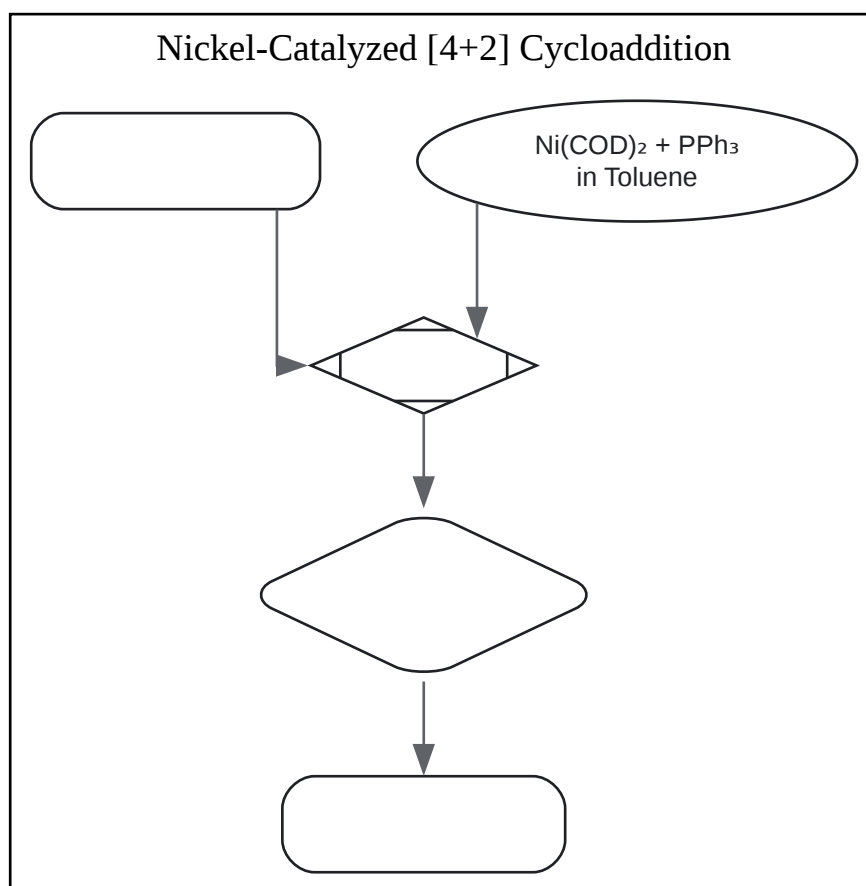 Nickel-Catalyzed [4+2] Cycloaddition
Ni(COD)₂ + PPh₃
in Toluene